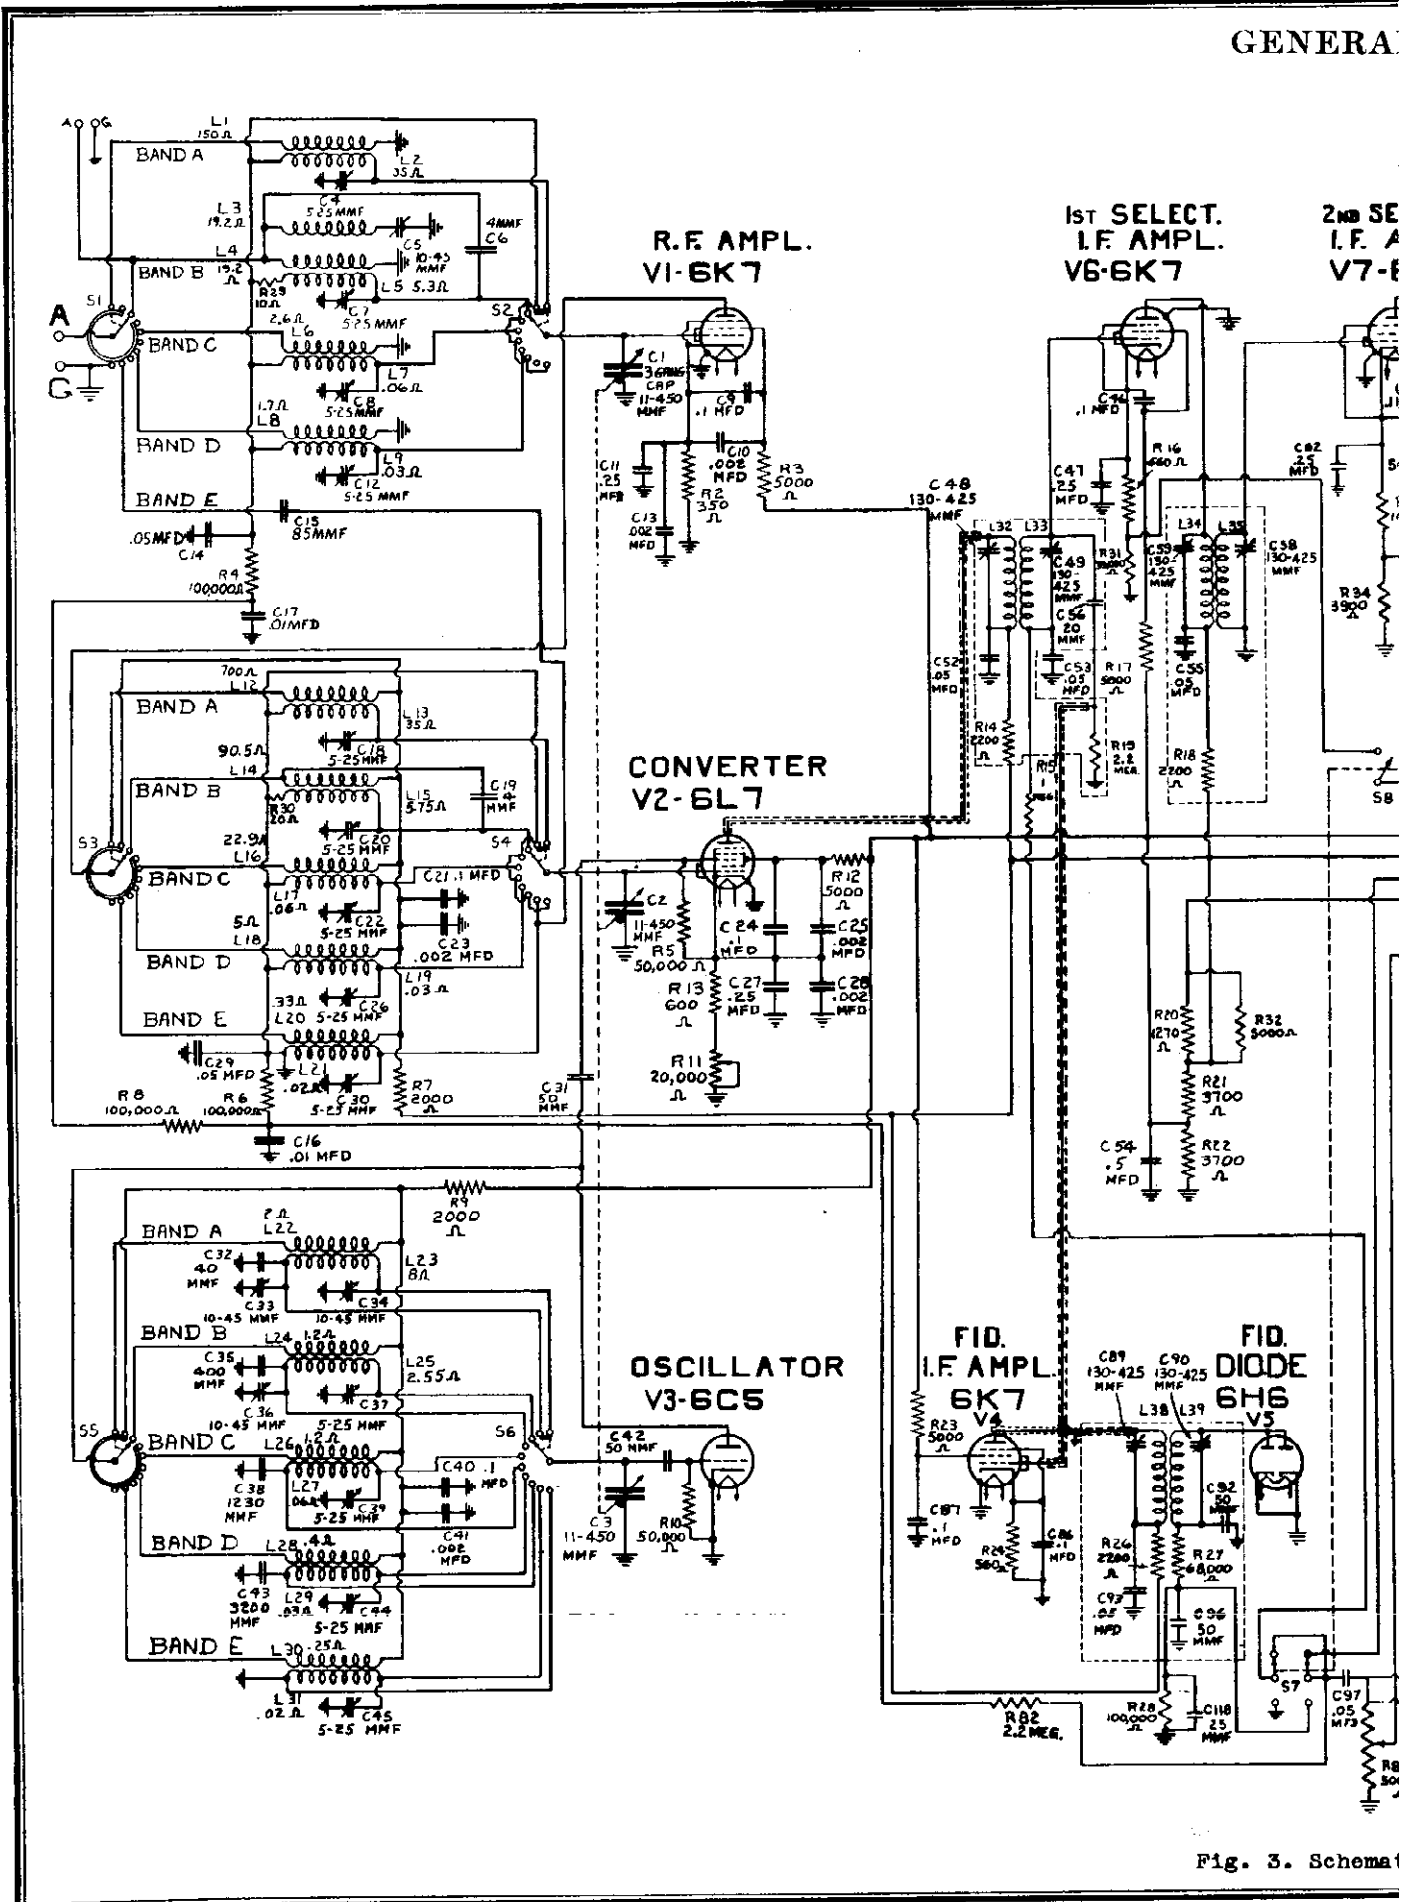 GENERA
A G
L1
150Ω
BAND A
L2
35Ω
C4
5-25 MMF
L3
19.2Ω
L4
19.2
Ω
BAND B
C5
10-45
MMF
4MMF
C6
R29
10Ω
L5 5.3Ω
C7
5-25 MMF
S1
A
G
2.6Ω
L6
BAND C
L7
.06Ω
C8
5-25MMF
1.7Ω
L8
BAND D
L9
.03Ω
C12
5-25 MMF
BAND E
C15
85MMF
.05MFD
C14
R4
100000Ω
C17
.01MFD
S2
R.F. AMPL.
V1-6K7
C1
3 GANG
CAP
11-450
MMF
C9
.1 MFD
C10
.002
MFD
C11
.25
MFD
R2
350
Ω
R3
5000
Ω
C13
.002
MFD
1ST SELECT.
I.F. AMPL.
V6-6K7
2ND SE
I.F. A
V7-6
C46
.1 MFD
R16
560Ω
C47
.25
MFD
C62
.25
MFD
C48
130-425
MMF
L32 L33
C49
130-
425
MMF
C56
20
MMF
R31
L34 L35
C59
130-
425
MMF
C58
130-425
MMF
R34
3900
Ω
C52
.05
MFD
C53
.05
MFD
R17
5000
Ω
C55
.05
MFD
R14
2200
Ω
R15
1
MEG
R19
2.2
MEG.
R18
2200
Ω
S8
700Ω
L12
BAND A
L13
35Ω
C18
5-25MMF
90.5Ω
L14
BAND B
R30
20Ω
L15
5.75Ω
C19
4
MMF
C20
5-25 MMF
S3
22.9Ω
L16
BAND C
L17
.06Ω
C21 .1 MFD
C22
5-25 MMF
C23
.002 MFD
5Ω
L18
BAND D
L19
.03Ω
C26
5-25 MMF
.33Ω
L20
BAND E
C29
.05 MFD
L21
.02Ω
C30
5-25 MMF
R8
100,000Ω
R6
100,000Ω
R7
2000
Ω
C16
.01 MFD
S4
CONVERTER
V2-6L7
C2
11-450
MMF
R5
50,000
Ω
R12
5000
Ω
C24
.1
MFD
C25
.002
MFD
R13
600
Ω
C27
.25
MFD
C28
.002
MFD
R11
20,000
Ω
C31
50
MMF
R20
1270
Ω
R32
5000Ω
R21
3700
Ω
R22
3700
Ω
C54
.5
MFD
R9
2000
Ω
2Ω
L22
BAND A
C32
40
MMF
C33
10-45 MMF
L23
8Ω
C34
10-45 MMF
BAND B
L24 1.2Ω
C35
400
MMF
C36
10-45 MMF
L25
2.55Ω
C37
5-25 MMF
S5
BAND C
L26 1.2Ω
C38
1230
MMF
L27
.06Ω
C39
5-25 MMF
C40 .1
MFD
C41
.002
MFD
BAND D
L28 .4Ω
C43
3200
MMF
L29
.03Ω
C44
5-25 MMF
BAND E
L30 .25Ω
L31
.02Ω
C45
5-25 MMF
S6
OSCILLATOR
V3-6C5
C42
50 MMF
C3
11-450
MMF
R10
50,000
Ω
FID.
I.F. AMPL.
6K7
V4
R23
5000
Ω
C87
.1
MFD
R24
560Ω
C86
.1
MFD
FID.
DIODE
6H6
V5
C89
130-425
MMF
C90
130-425
MMF
L38 L39
C92
50
MMF
R26
2200
Ω
R27
68,000
Ω
C93
.05
MFD
C96
50
MMF
R28
100,000
Ω
C118
25
MMF
R82
2.2 MEG.
S7
C97
.05
MFD
Fig. 3. Schemat